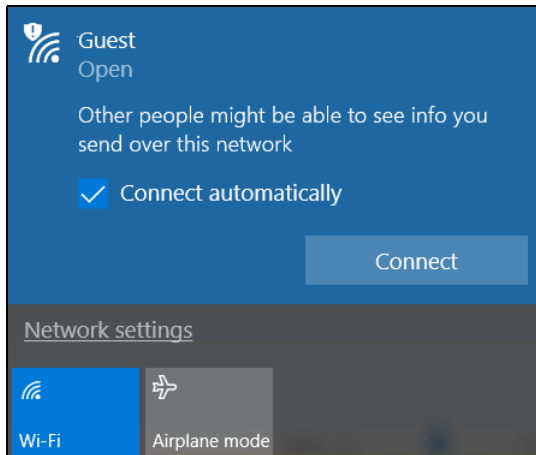 Guest
Open
Other people might be able to see info you
send over this network
Connect automatically
Connect
Network settings
Wi-Fi
Airplane mode